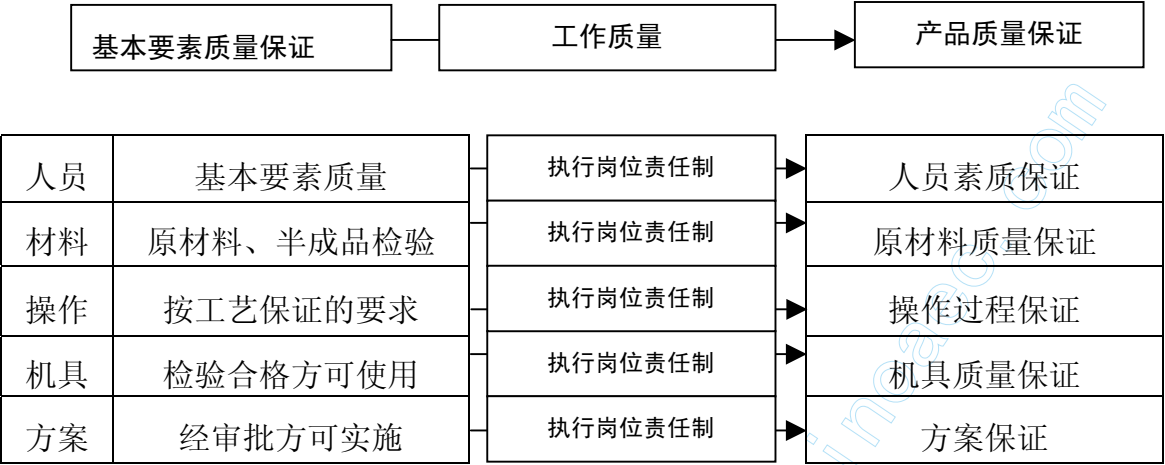 基本要素质量保证 工作质量 产品质量保证
人员 基本要素质量 执行岗位责任制 人员素质保证
材料 原材料、半成品检验 执行岗位责任制 原材料质量保证
操作 按工艺保证的要求 执行岗位责任制 操作过程保证
机具 检验合格方可使用 执行岗位责任制 机具质量保证
方案 经审批方可实施 执行岗位责任制 方案保证